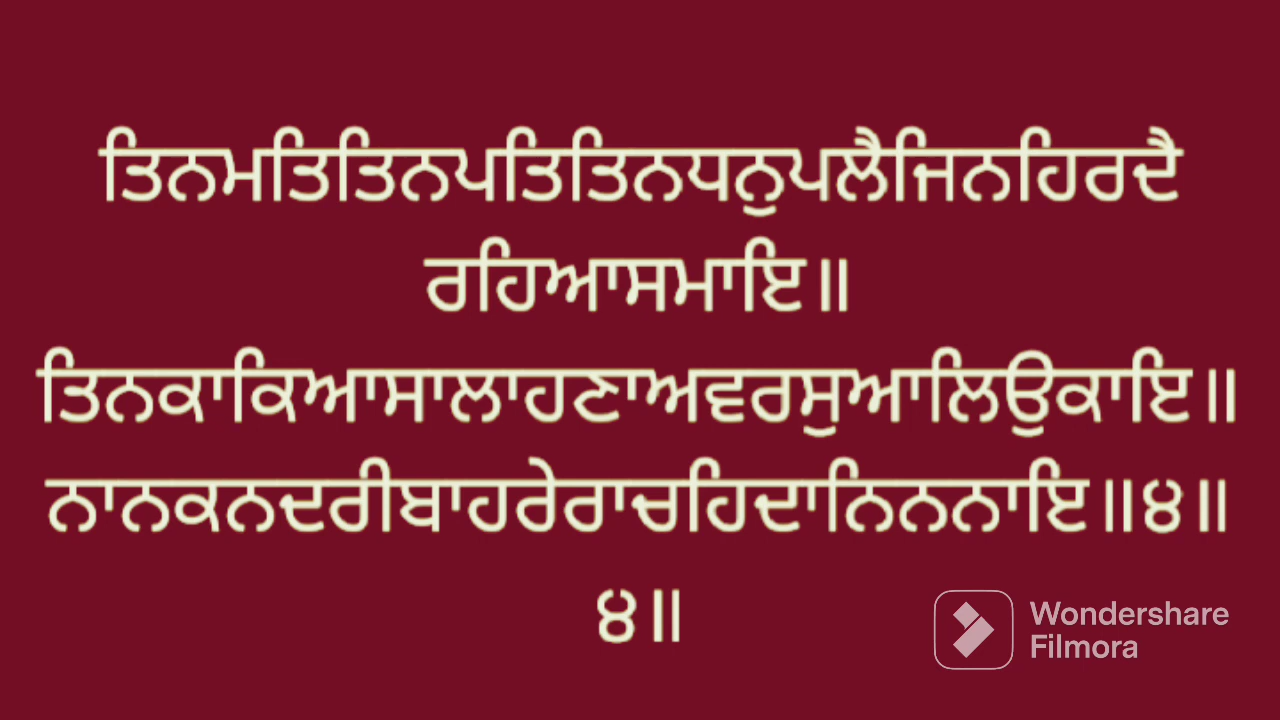 ਤਿਨਮਤਿਤਿਨਪਤਿਤਿਨਧਨੁਪਲੈਜਿਨਹਿਰਦੈ
ਰਹਿਆਸਮਾਇ॥
ਤਿਨਕਾਕਿਆਸਾਲਾਹਣਾਅਵਰਸੁਆਲਿਉਕਾਇ॥
ਨਾਨਕਨਦਰੀਬਾਹਰੇਰਾਚਹਿਦਾਨਿਨਨਾਇ॥੪॥
੪॥
Wondershare
Filmora